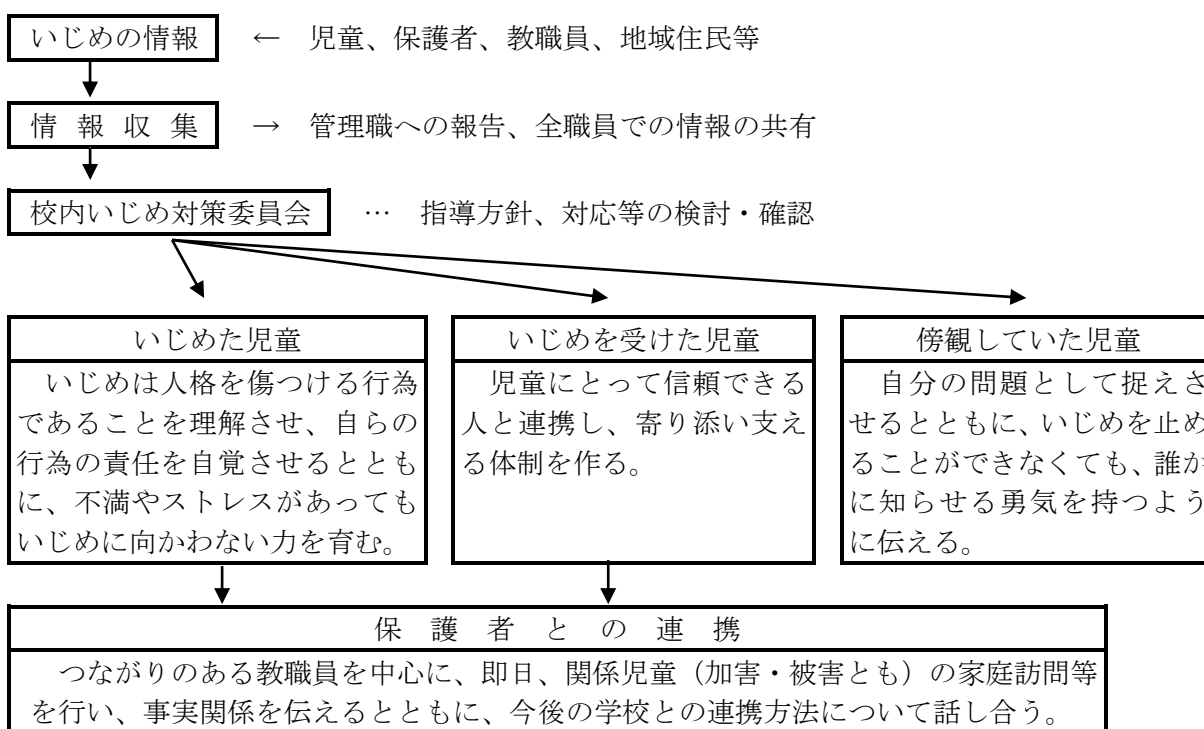 いじめの情報 ← 児童、保護者、教職員、地域住民等
情報収集 → 管理職への報告、全職員での情報の共有
校内いじめ対策委員会 … 指導方針、対応等の検討・確認
いじめた児童
いじめは人格を傷つける行為
であることを理解させ、自らの
行為の責任を自覚させるととも
に、不満やストレスがあっても
いじめに向かわない力を育む。
いじめを受けた児童
児童にとって信頼できる
人と連携し、寄り添い支え
る体制を作る。
傍観していた児童
自分の問題として捉えさ
せるとともに、いじめを止め
ることができなくても、誰か
に知らせる勇気を持つよう
に伝える。
保護者との連携
つながりのある教職員を中心に、即日、関係児童（加害・被害とも）の家庭訪問等
を行い、事実関係を伝えるとともに、今後の学校との連携方法について話し合う。